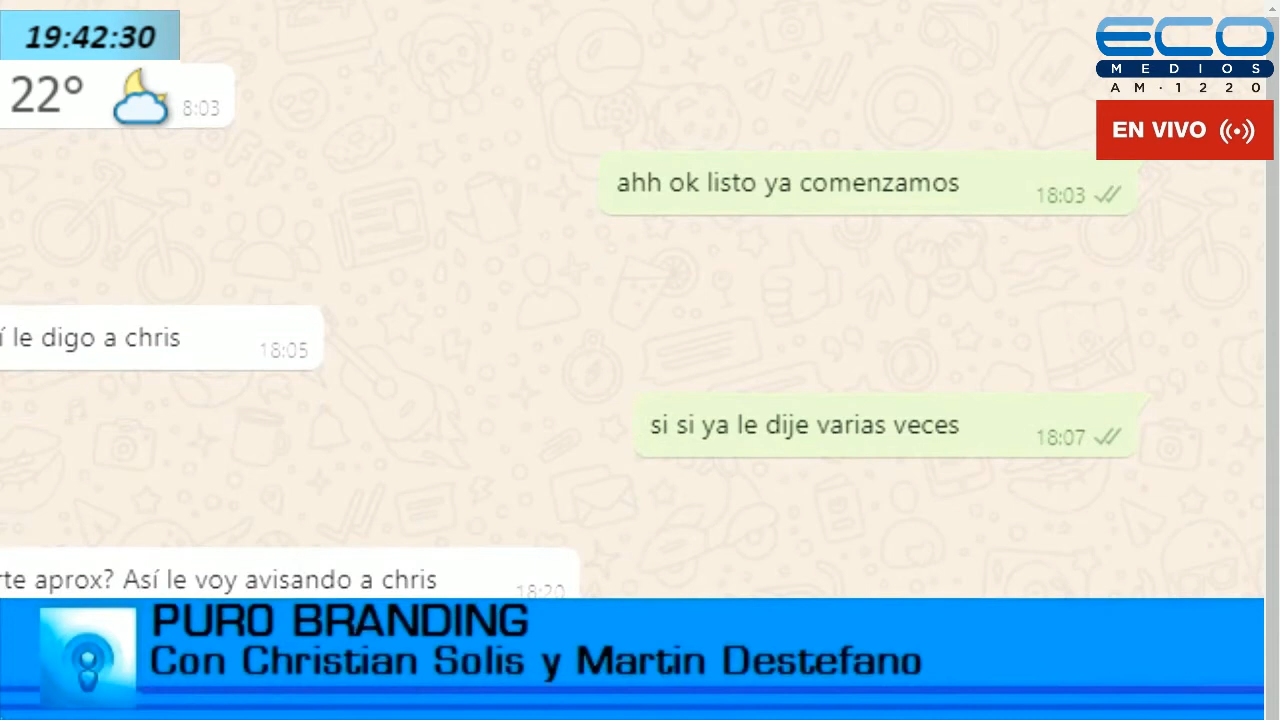 19:42:30
22°
8:03
ECO
MEDIOS
AM·1220
EN VIVO
ahh ok listo ya comenzamos
18:03
í le digo a chris
18:05
si si ya le dije varias veces
18:07
rte aprox? Así le voy avisando a chris
18:20
PURO BRANDING
Con Christian Solis y Martin Destefano